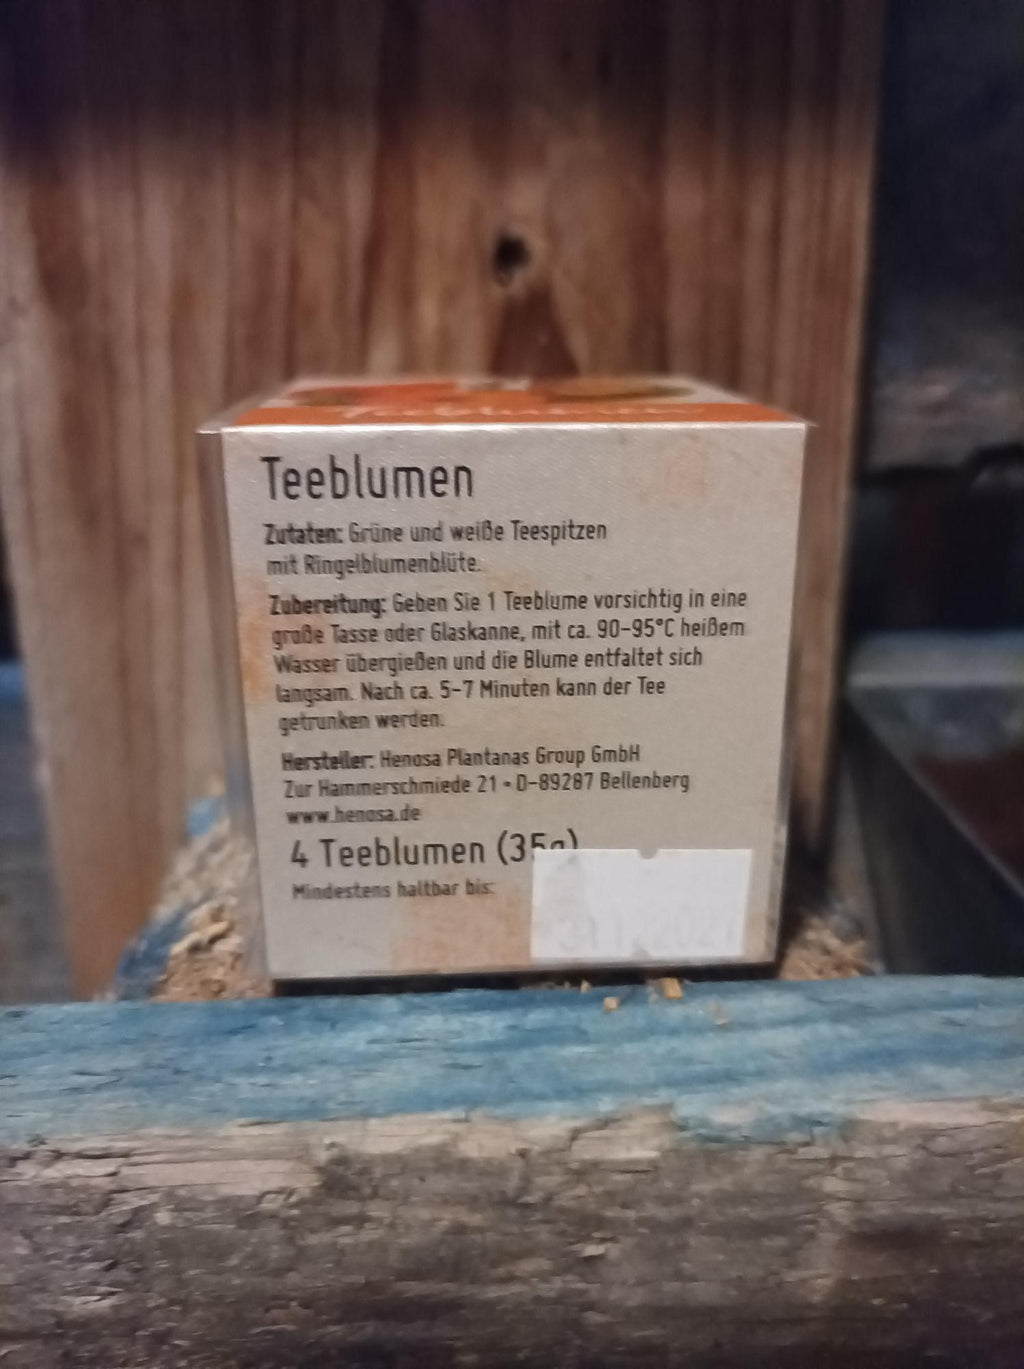 Teeblumen
Teeblumen
Zutaten: Grüne und weiße Teespitzen
mit Ringelblumenblüte.
Zubereitung: Geben Sie 1 Teeblume vorsichtig in eine
große Tasse oder Glaskanne, mit ca. 90-95°C heißem
Wasser übergießen und die Blume entfaltet sich
langsam. Nach ca. 5-7 Minuten kann der Tee
getrunken werden.
Hersteller: Henosa Plantanas Group GmbH
Zur Hammerschmiede 21 • D-89287 Bellenberg
www.henosa.de
4 Teeblumen (35g)
Mindestens haltbar bis: